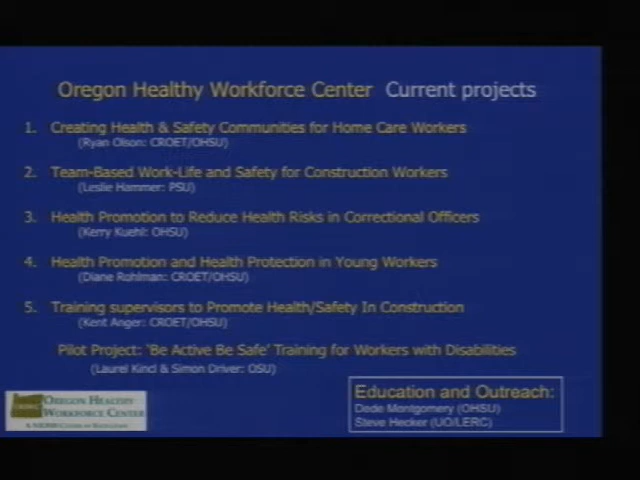 Oregon Healthy Workforce Center Current projects
1. Creating Health & Safety Communities for Home Care Workers
(Ryan Olson: CROET/OHSU)
2. Team-Based Work-Life and Safety for Construction Workers
(Leslie Hammer: PSU)
3. Health Promotion to Reduce Health Risks in Correctional Officers
(Kerry Kuehl: OHSU)
4. Health Promotion and Health Protection in Young Workers
(Diane Rohlman: CROET/OHSU)
5. Training supervisors to Promote Health/Safety In Construction
(Kent Anger: CROET/OHSU)
Pilot Project: 'Be Active Be Safe' Training for Workers with Disabilities
(Laurel Kincl & Simon Driver: OSU)
OREGON HEALTHY
WORKFORCE CENTER
Education and Outreach:
Dede Montgomery (OHSU)
Steve Hecker (UO/LERC)